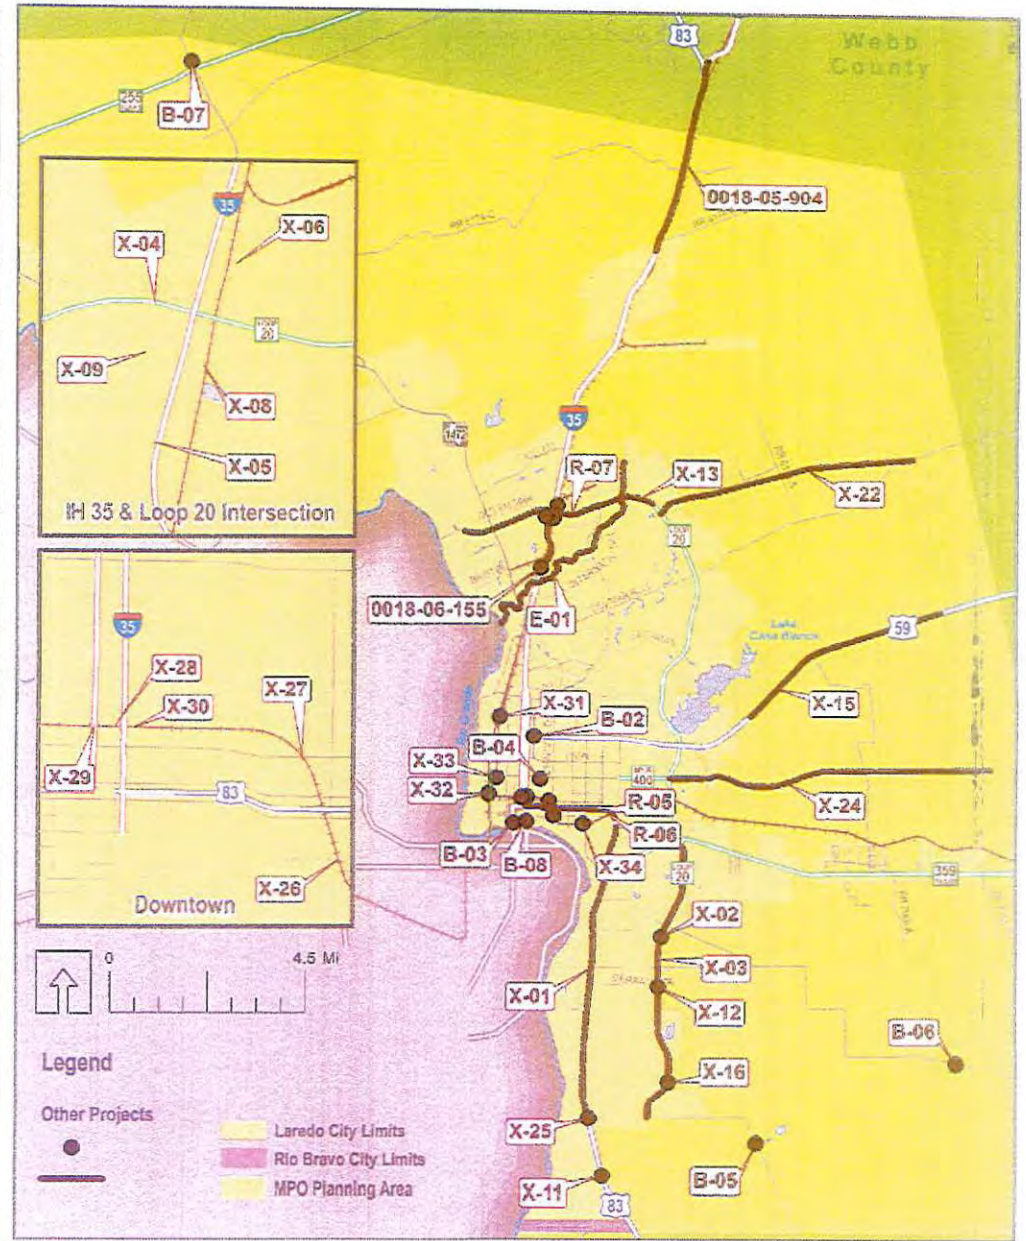 83
Webb
County
255
B-07
0018-05-904
35
X-06
X-04
LOOP
20
X-09
X-08
X-05
IH 35 & Loop 20 Intersection
35
1472
R-07
X-13
X-22
LOOP
20
0018-06-155
E-01
Lake
Casa Blanca
59
X-15
35
X-28
X-30
X-27
X-29
83
X-26
Downtown
X-31
B-02
B-04
X-33
X-32
400
X-24
R-05
R-06
B-03
B-08
X-34
LOOP
20
359
X-02
X-03
X-01
X-12
B-06
X-16
X-25
B-05
X-11
83
0 4.5 Mi
Legend
Other Projects
Laredo City Limits
Rio Bravo City Limits
MPO Planning Area